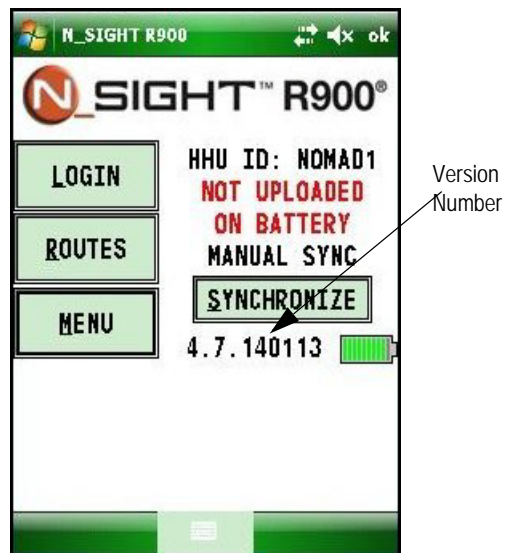 N_SIGHT R900 ok
N_SIGHT™ R900®
LOGIN
ROUTES
MENU
HHU ID: NOMAD1
NOT UPLOADED
ON BATTERY
MANUAL SYNC
SYNCHRONIZE
4.7.140113
Version
Number